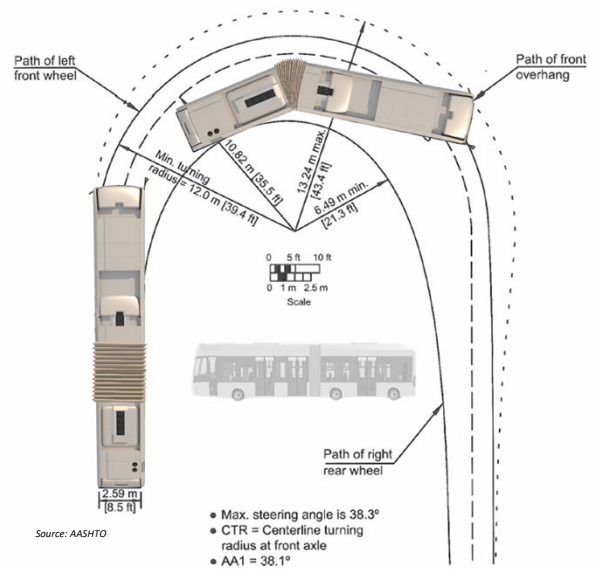 Path of left
front wheel
Path of front
overhang
Min. turning
radius = 12.0 m [39.4 ft]
10.82 m [35.5 ft]
13.24 m max.
[43.4 ft]
6.49 m min.
[21.3 ft]
0 5 ft 10 ft
0 1 m 2.5 m
Scale
Path of right
rear wheel
2.59 m
[8.5 ft]
Source: AASHTO
• Max. steering angle is 38.3º
• CTR = Centerline turning
radius at front axle
• AA1 = 38.1º